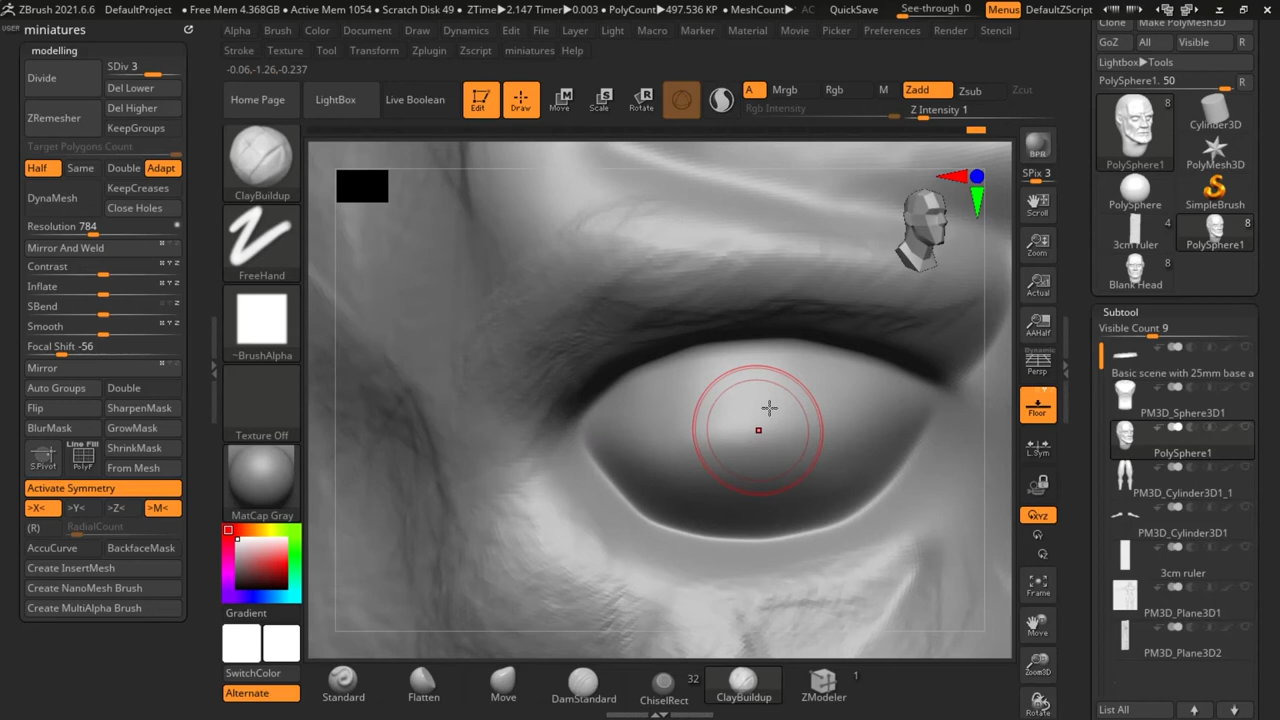 ZBrush 2021.6.6 DefaultProject • Free Mem 4.368GB • Active Mem 1054 • Scratch Disk 49 • ZTime▶2.147 Timer▶0.003 • PolyCount▶497.536 KP • MeshCount▶ AC QuickSave See-through 0 Menus DefaultZScript
USER miniatures
Alpha Brush Color Document Draw Dynamics Edit File Layer Light Macro Marker Material Movie Picker Preferences Render Stencil
Stroke Texture Tool Transform Zplugin Zscript miniatures Help
-0.06,-1.26,-0.237
Home Page LightBox Live Boolean Edit Draw Move Scale Rotate A Mrgb Rgb M Zadd Zsub Zcut
Rgb Intensity Z Intensity 1
modelling
Divide SDiv 3
Del Lower
ZRemesher Del Higher
KeepGroups
Target Polygons Count
Half Same Double Adapt
DynaMesh KeepCreases
Close Holes
Resolution 784
Mirror And Weld
Contrast
Inflate
SBend
Smooth
Focal Shift -56
Mirror
Auto Groups Double
Flip SharpenMask
BlurMask GrowMask
S.Pivot Line Fill PolyF ShrinkMask
From Mesh
Activate Symmetry
>X< >Y< >Z< >M<
(R) RadialCount
AccuCurve BackfaceMask
Create InsertMesh
Create NanoMesh Brush
Create MultiAlpha Brush
ClayBuildup
FreeHand
~BrushAlpha
Texture Off
MatCap Gray
Gradient
SwitchColor
Alternate
Standard Flatten Move DamStandard ChiselRect 32 ClayBuildup ZModeler 1
BPR
SPix 3
Scroll
Zoom
Actual
AAHalf
Dynamic
Persp
Floor
L.Sym
XYZ
Frame
Move
Zoom3D
Rotate
Clone Make PolyMesh3D
GoZ All Visible R
Lightbox▶Tools
PolySphere1. 50 R
8 Cylinder3D
PolySphere1 PolyMesh3D
PolySphere SimpleBrush
4 8
3cm ruler PolySphere1
8
Blank Head
Subtool
Visible Count 9
Basic scene with 25mm base a
PM3D_Sphere3D1
PolySphere1
PM3D_Cylinder3D1_1
PM3D_Cylinder3D1
3cm ruler
PM3D_Plane3D1
PM3D_Plane3D2
List All